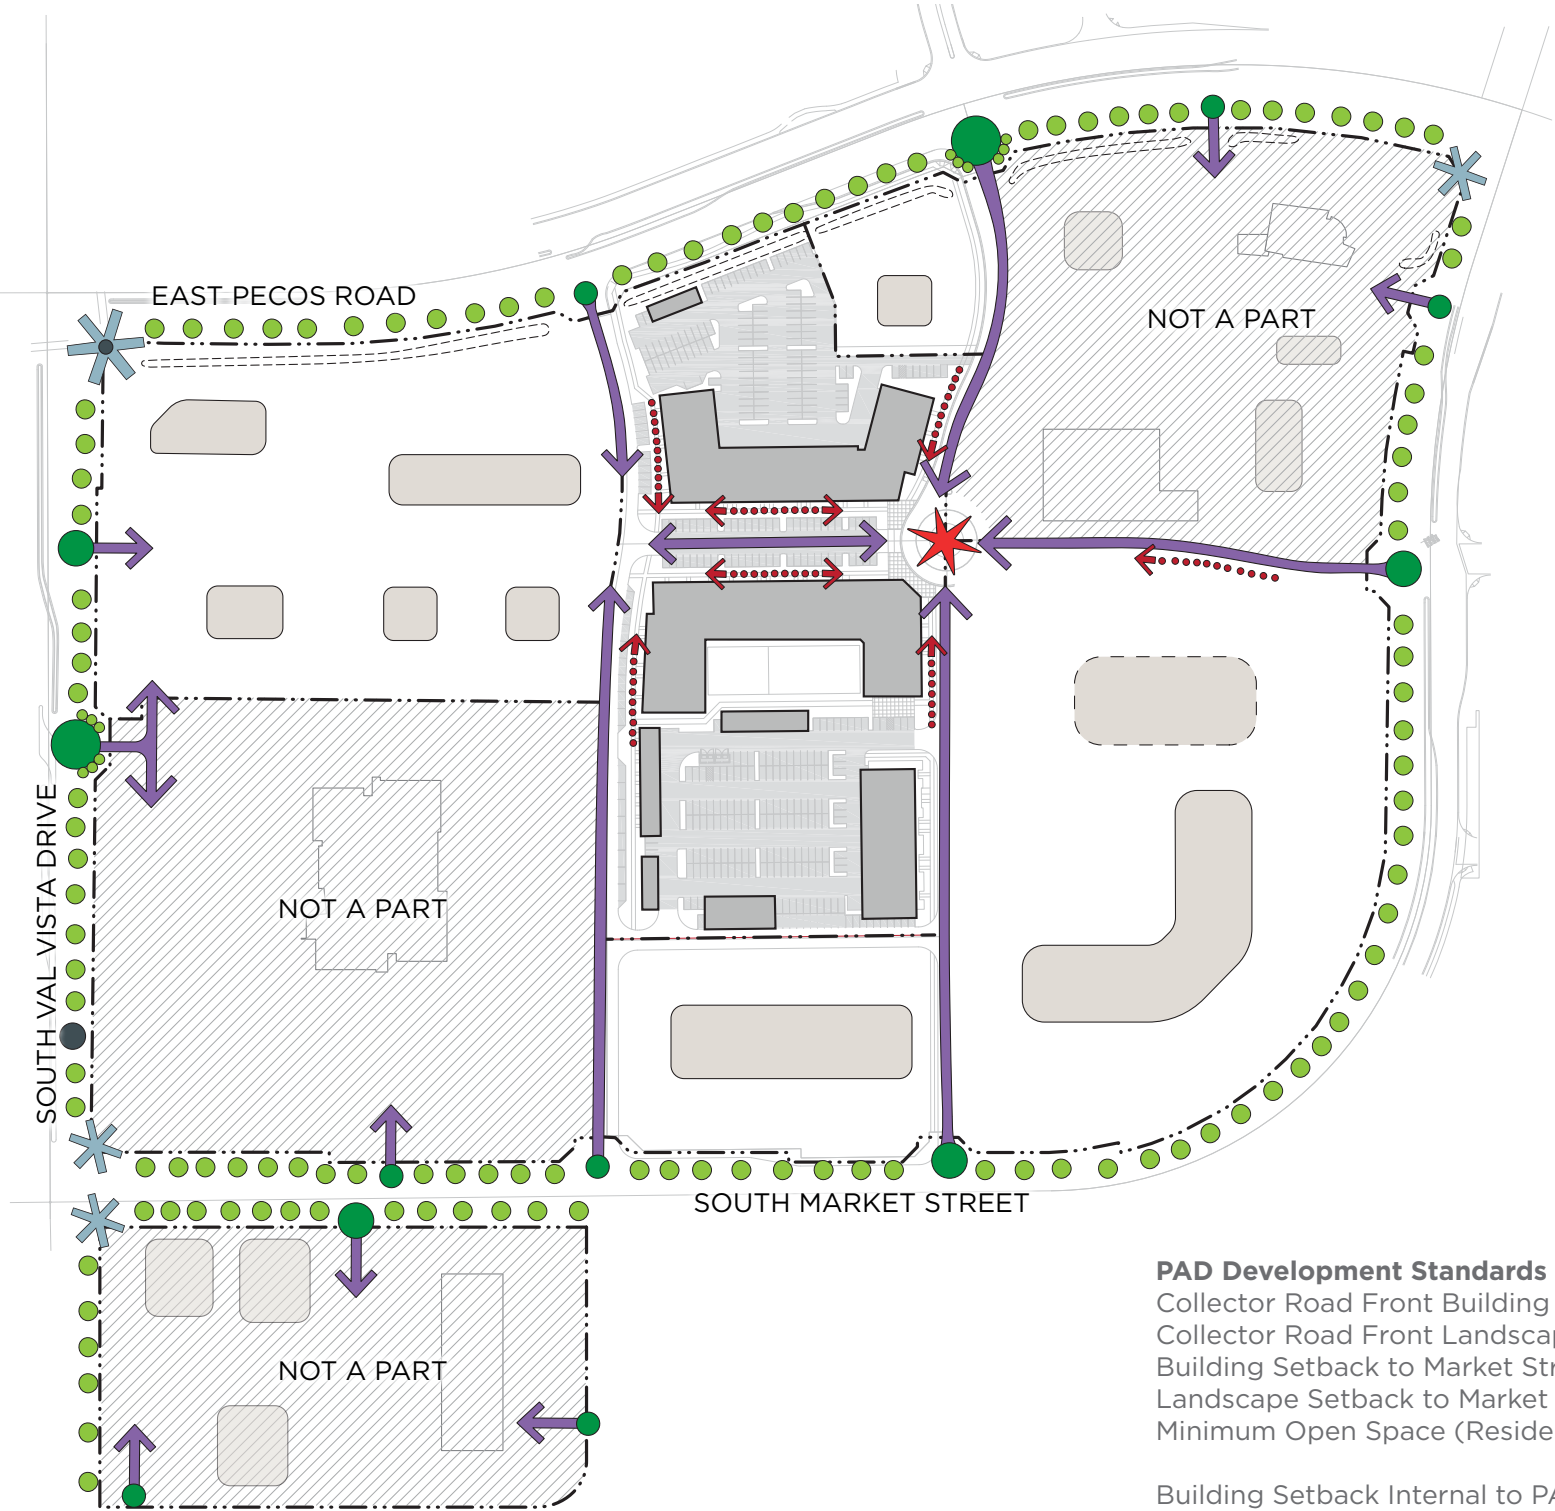 EAST PECOS ROAD
NOT A PART
NOT A PART
SOUTH VAL VISTA DRIVE
SOUTH MARKET STREET
NOT A PART
PAD Development Standards
Collector Road Front Building
Collector Road Front Landscap
Building Setback to Market Str
Landscape Setback to Market
Minimum Open Space (Reside
Building Setback Internal to PA